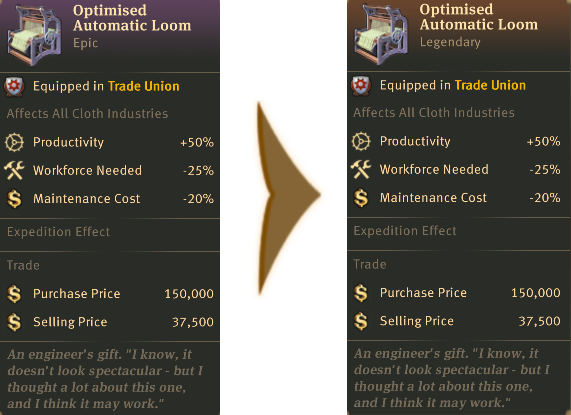 Optimised
Automatic Loom
Epic
Equipped in Trade Union
Affects All Cloth Industries
Productivity +50%
Workforce Needed -25%
Maintenance Cost -20%
Expedition Effect
Trade
Purchase Price 150,000
Selling Price 37,500
An engineer's gift. "I know, it
doesn't look spectacular - but I
thought a lot about this one,
and I think it may work."
Optimised
Automatic Loom
Legendary
Equipped in Trade Union
Affects All Cloth Industries
Productivity +50%
Workforce Needed -25%
Maintenance Cost -20%
Expedition Effect
Trade
Purchase Price 150,000
Selling Price 37,500
An engineer's gift. "I know, it
doesn't look spectacular - but I
thought a lot about this one,
and I think it may work."